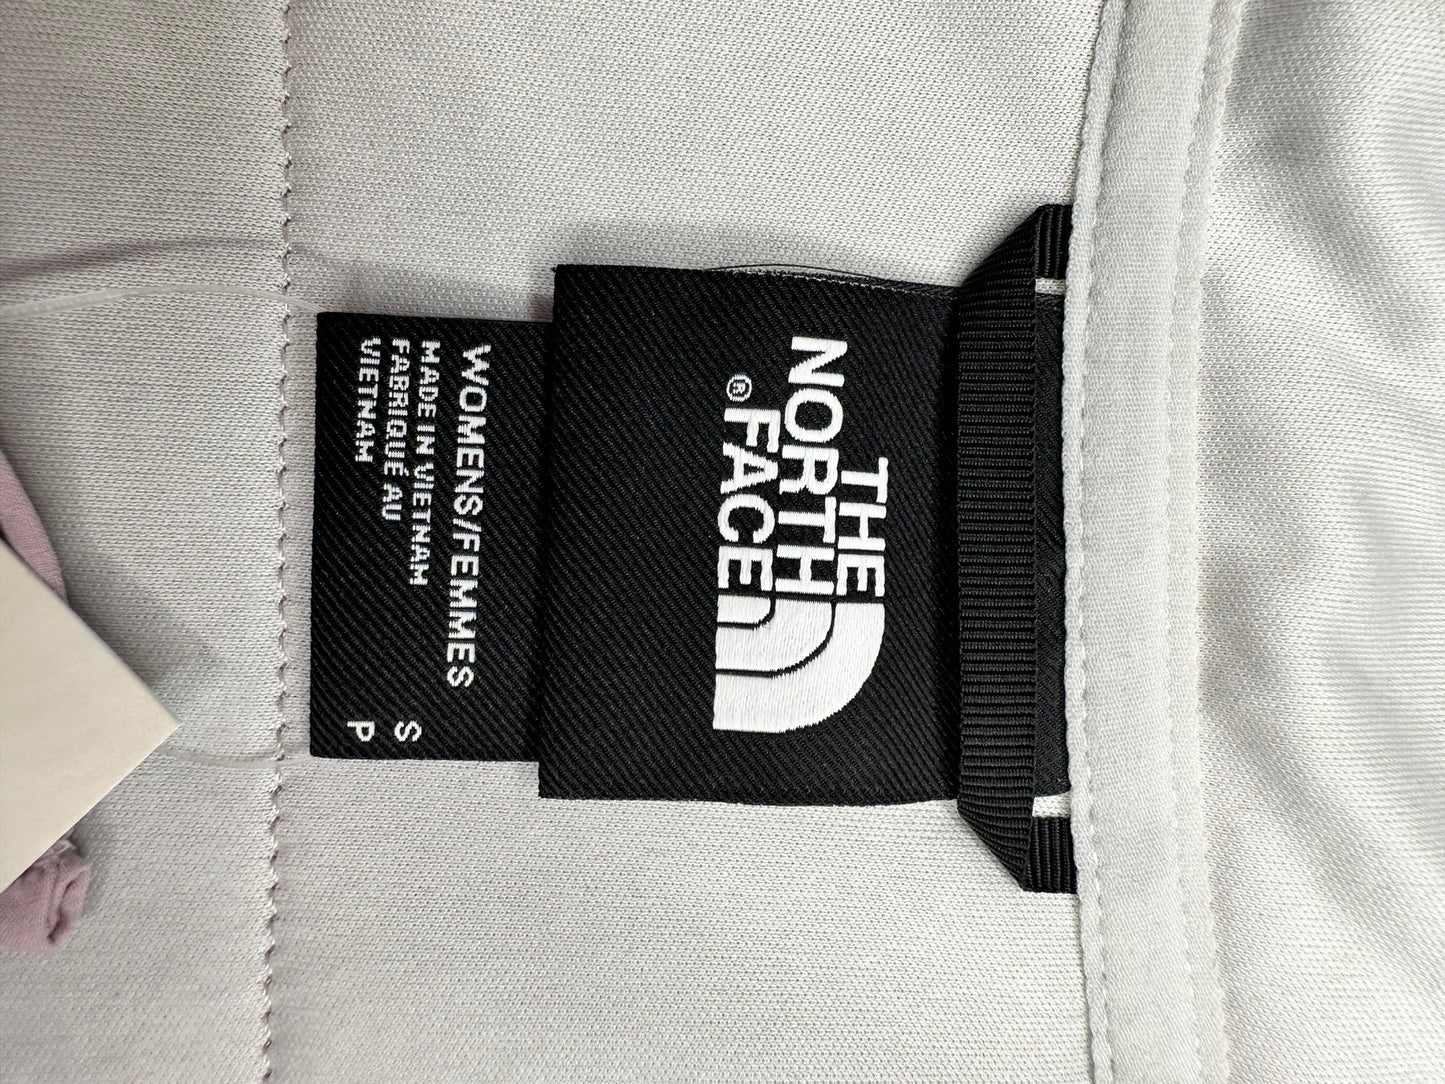 THE
NORTH
FACE®
WOMENS/FEMMES
MADE IN VIETNAM
FABRIQUÉ AU
VIETNAM
S
P